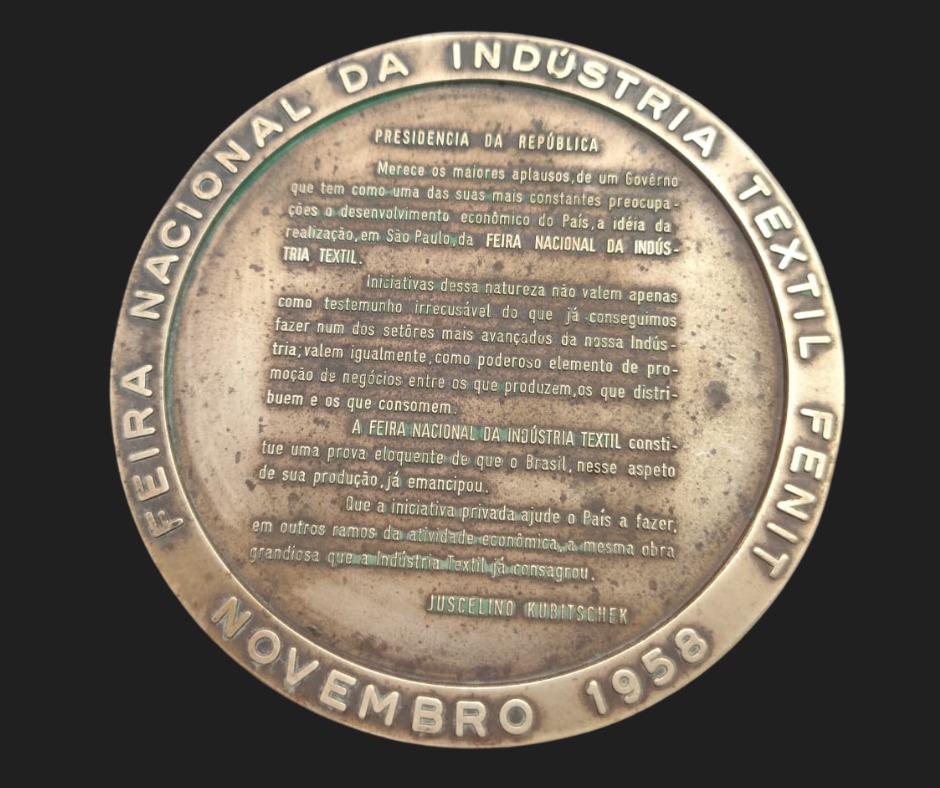 FEIRA NACIONAL DA INDÚSTRIA TEXTIL FENIT
PRESIDENCIA DA REPÚBLICA
Merece os maiores aplausos, de um Govêrno
que tem como uma das suas mais constantes preocupa-
ções o desenvolvimento econômico do País, a idéia da
realização, em São Paulo, da FEIRA NACIONAL DA INDÚS-
TRIA TEXTIL.
Iniciativas dessa natureza não valem apenas
como testemunho irrecusável do que já conseguimos
fazer num dos setôres mais avançados da nossa Indús-
tria; valem igualmente, como poderoso elemento de pro-
moção de negócios entre os que produzem, os que distri-
buem e os que consomem.
A FEIRA NACIONAL DA INDÚSTRIA TEXTIL consti-
tue uma prova eloquente de que o Brasil, nesse aspeto
de sua produção, já emancipou.
Que a iniciativa privada ajude o País a fazer,
em outros ramos da atividade econômica, a mesma obra
grandiosa que a Indústria Textil já consagrou.
JUSCELINO KUBITSCHEK
NOVEMBRO 1958